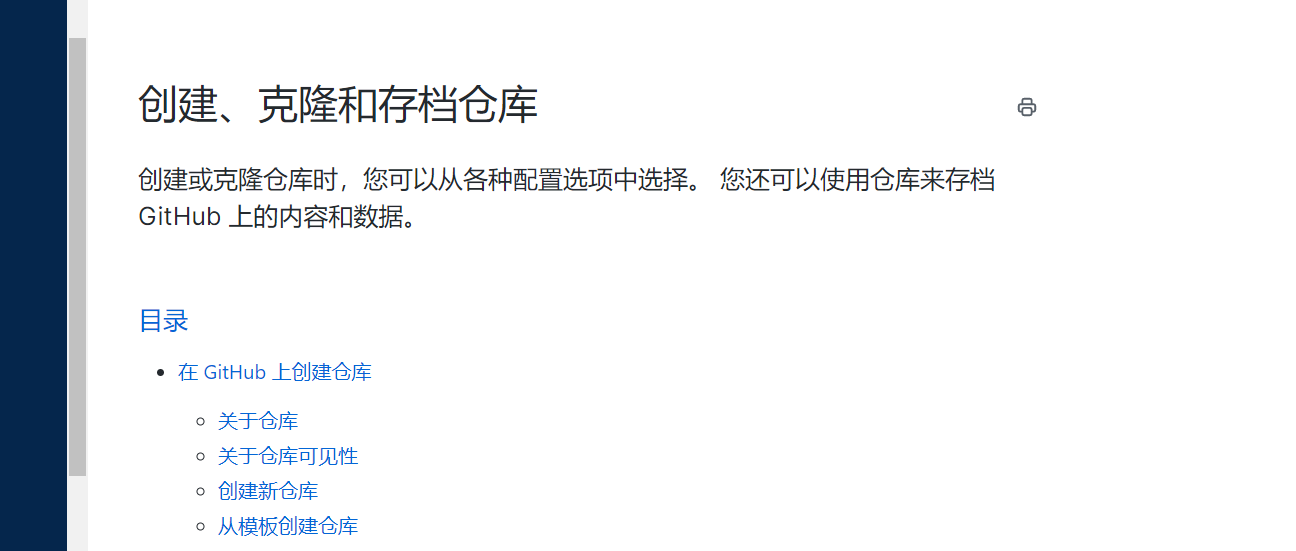 创建、克隆和存档仓库
创建或克隆仓库时，您可以从各种配置选项中选择。 您还可以使用仓库来存档
GitHub 上的内容和数据。
目录
在 GitHub 上创建仓库
关于仓库
关于仓库可见性
创建新仓库
从模板创建仓库